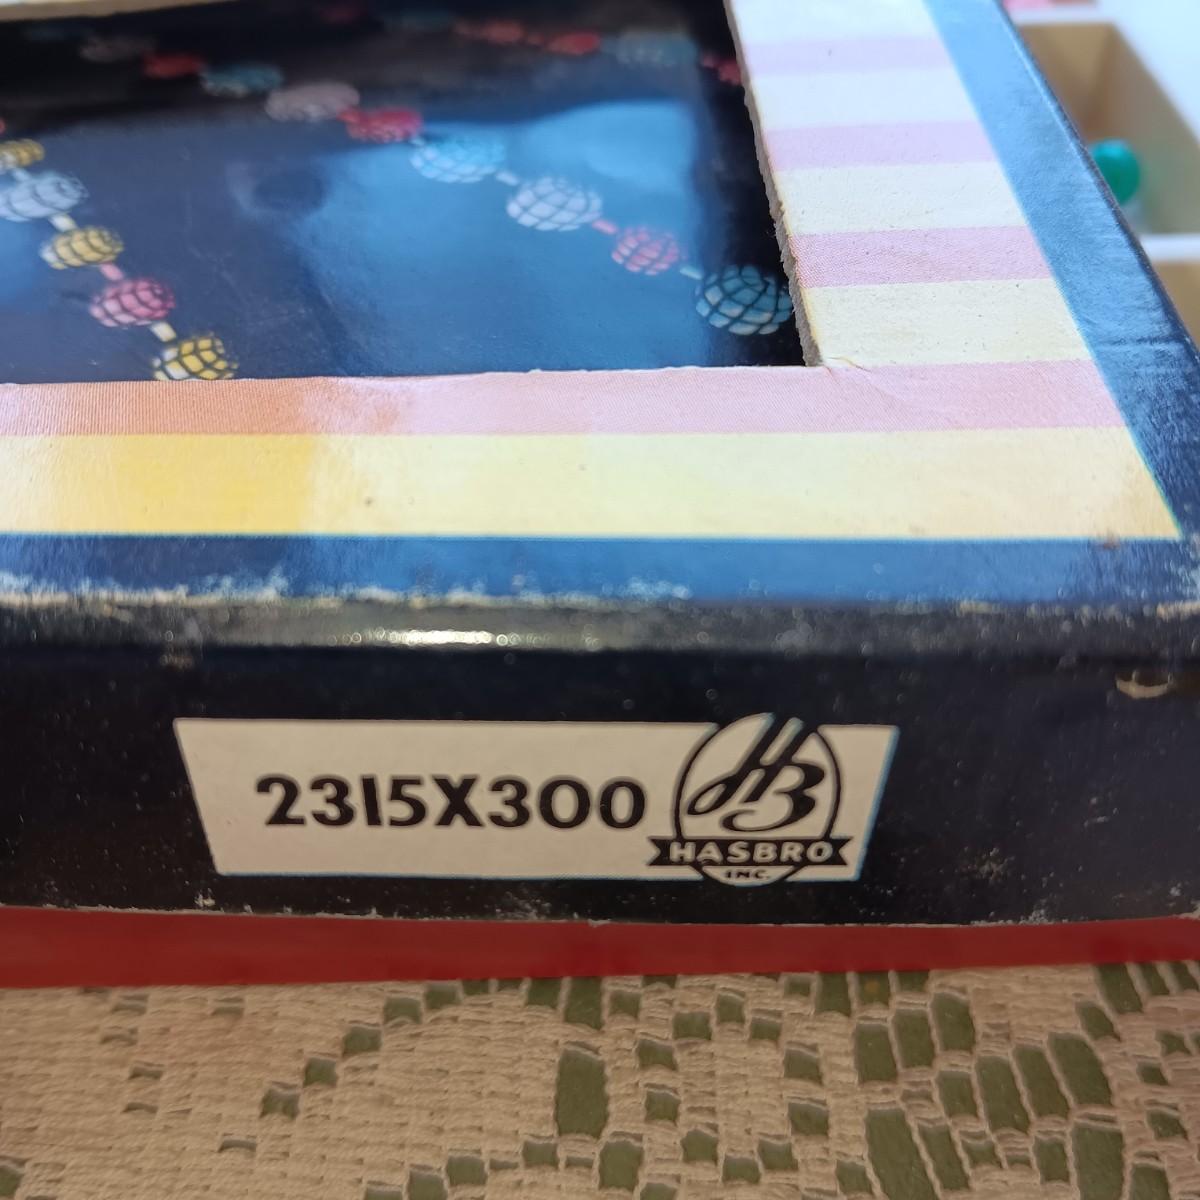 2315X300
HB
HASBRO
INC.